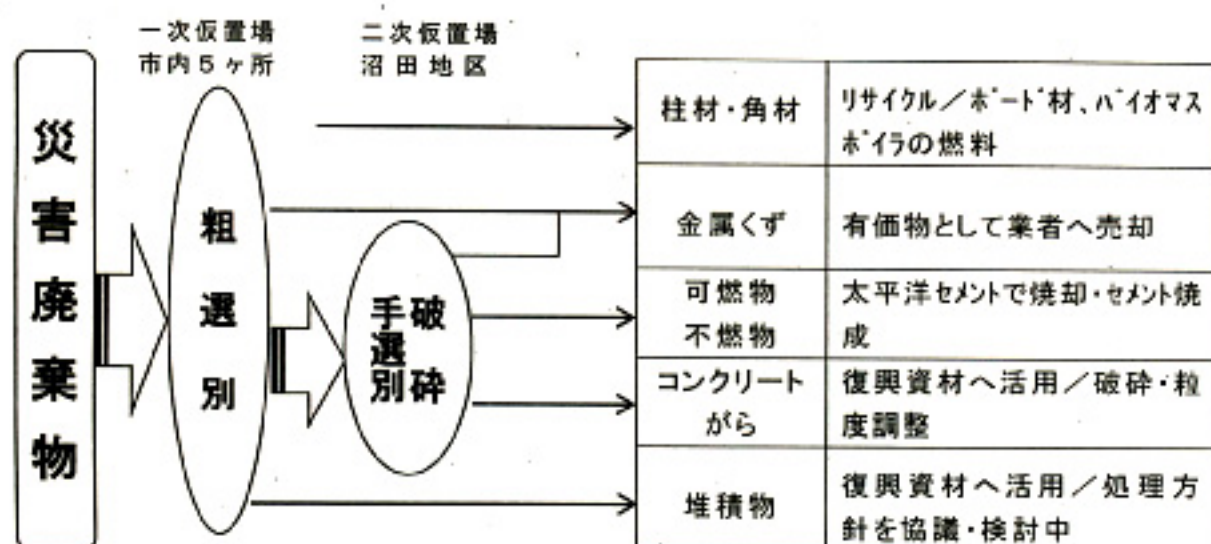 一次仮置場
市内5ヶ所
二次仮置場
沼田地区
災害廃棄物
粗選別
破砕
手選別
柱材・角材
リサイクル/ボード材、バイオマス
ボイラの燃料
金属くず
有価物として業者へ売却
可燃物
不燃物
太平洋セメントで焼却・セメント焼
成
コンクリート
がら
復興資材へ活用/破砕・粒
度調整
堆積物
復興資材へ活用/処理方
針を協議・検討中